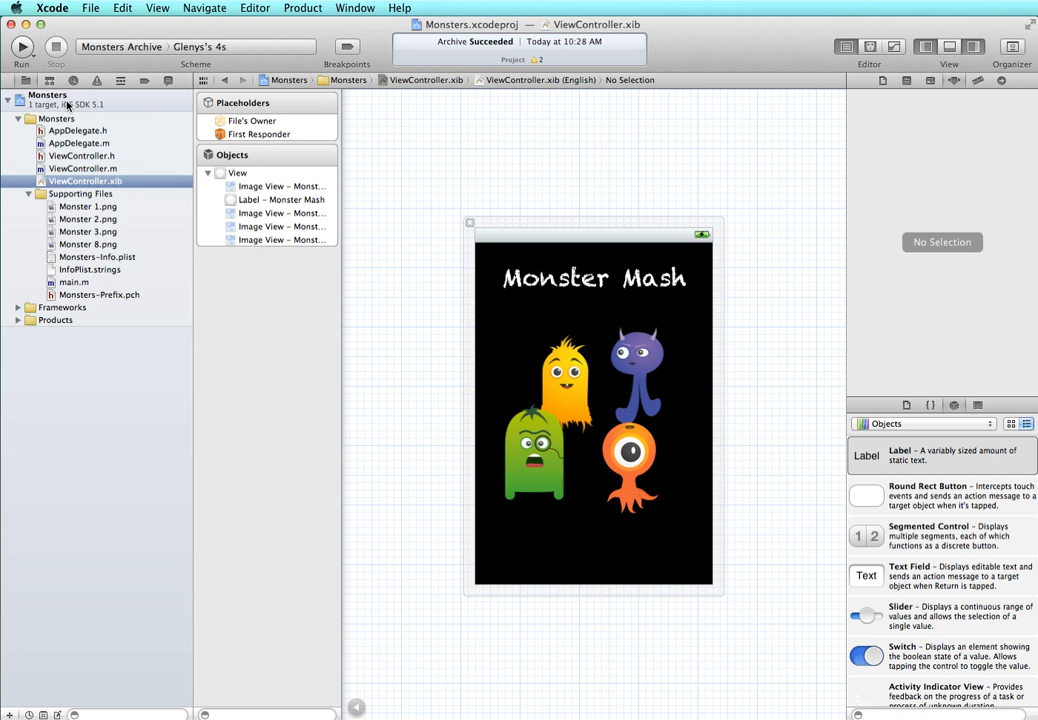 Xcode File Edit View Navigate Editor Product Window Help
Monsters.xcodeproj — ViewController.xib
Monsters Archive Glenys's 4s
Archive Succeeded | Today at 10:28 AM
Project 2
Run Stop Scheme Breakpoints Editor View Organizer
Monsters Monsters ViewController.xib ViewController.xib (English) No Selection
Monsters
1 target, iOS SDK 5.1
Monsters
AppDelegate.h
AppDelegate.m
ViewController.h
ViewController.m
ViewController.xib
Supporting Files
Monster 1.png
Monster 2.png
Monster 3.png
Monster 8.png
Monsters-Info.plist
InfoPlist.strings
main.m
Monsters-Prefix.pch
Frameworks
Products
Placeholders
File's Owner
First Responder
Objects
View
Image View – Monst...
Label – Monster Mash
Image View – Monst...
Image View – Monst...
Image View – Monst...
Monster Mash
No Selection
Objects
Label
Label – A variably sized amount of
static text.
Round Rect Button – Intercepts touch
events and sends an action message to a
target object when it's tapped.
1 2
Segmented Control – Displays
multiple segments, each of which
functions as a discrete button.
Text
Text Field – Displays editable text and
sends an action message to a target
object when Return is tapped.
Slider – Displays a continuous range of
values and allows the selection of a
single value.
Switch – Displays an element showing
the boolean state of a value. Allows
tapping the control to toggle the value.
Activity Indicator View – Provides
feedback on the progress of a task or
process of unknown duration.